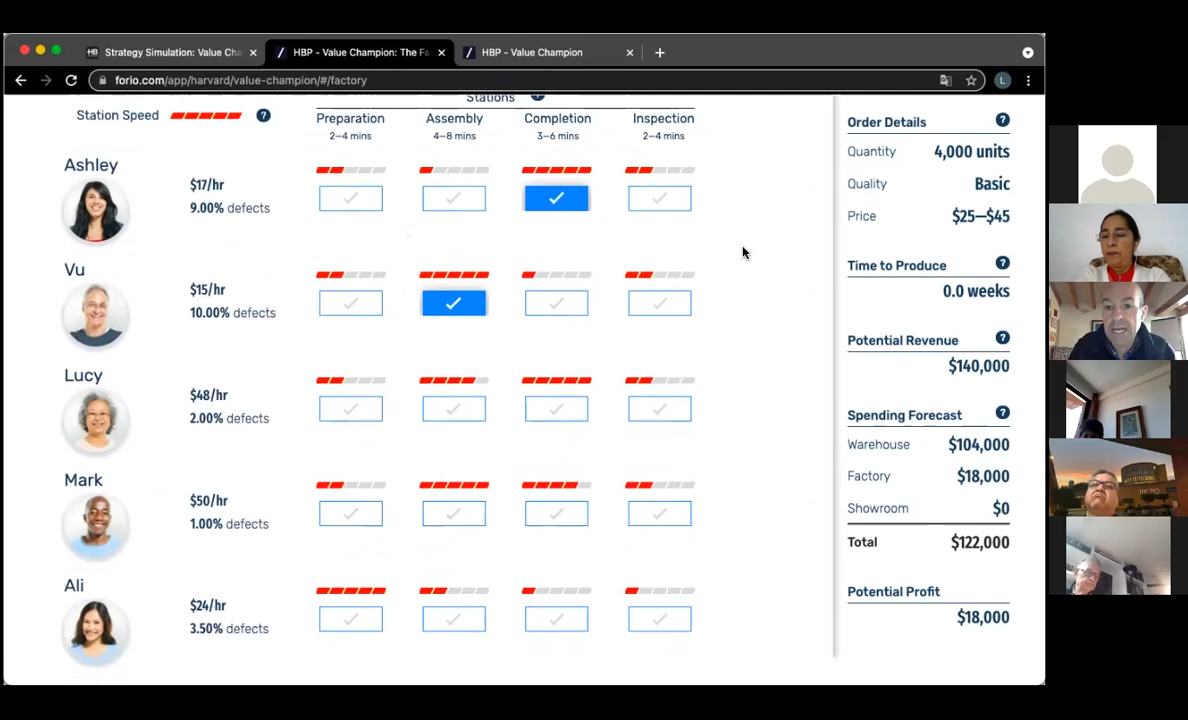 Strategy Simulation: Value Cha
HBP - Value Champion: The Fa
HBP - Value Champion
forio.com/app/harvard/value-champion/#/factory
L
Station Speed
?
Stations
Preparation
2–4 mins
Assembly
4–8 mins
Completion
3–6 mins
Inspection
2–4 mins
Ashley
$17/hr
9.00% defects
Vu
$15/hr
10.00% defects
Lucy
$48/hr
2.00% defects
Mark
$50/hr
1.00% defects
Ali
$24/hr
3.50% defects
Order Details ?
Quantity 4,000 units
Quality Basic
Price $25—$45
Time to Produce ?
0.0 weeks
Potential Revenue ?
$140,000
Spending Forecast ?
Warehouse $104,000
Factory $18,000
Showroom $0
Total $122,000
Potential Profit
$18,000